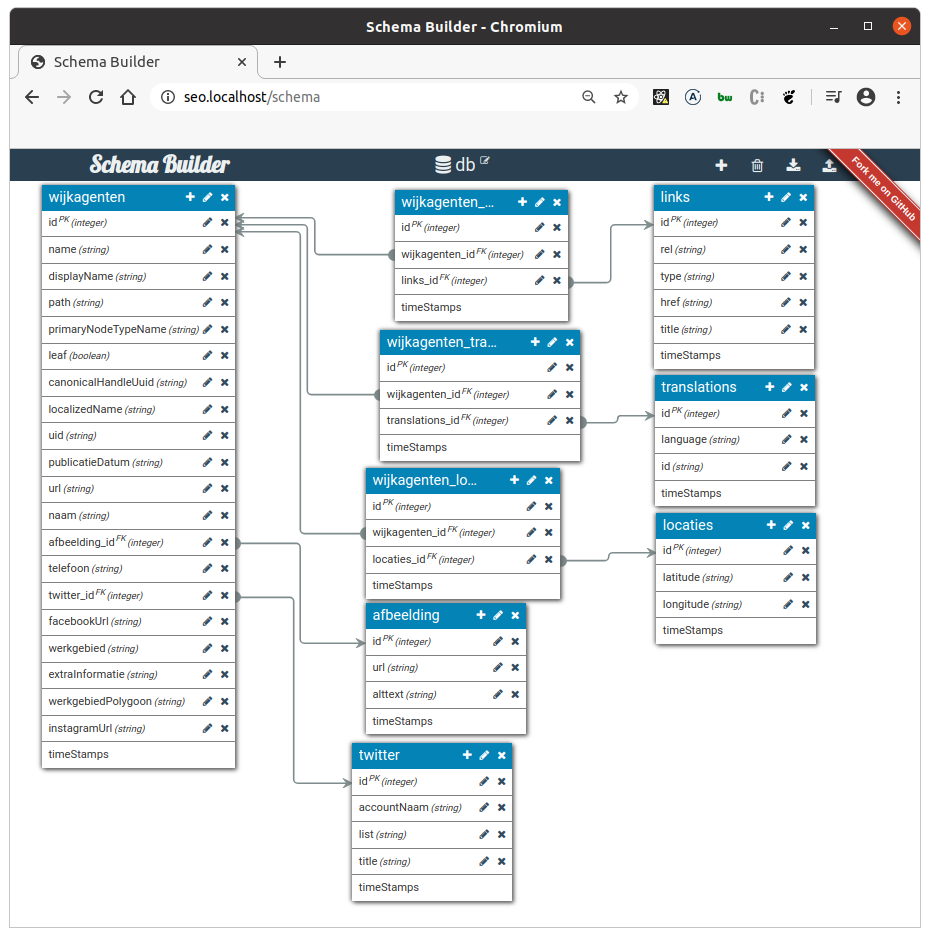 Schema Builder - Chromium
Schema Builder
seo.localhost/schema
Schema Builder
db
Fork me on GitHub
wijkagenten
id PK (integer)
name (string)
displayName (string)
path (string)
primaryNodeTypeName (string)
leaf (boolean)
canonicalHandleUuid (string)
localizedName (string)
uid (string)
publicatieDatum (string)
url (string)
naam (string)
afbeelding_id FK (integer)
telefoon (string)
twitter_id FK (integer)
facebookUrl (string)
werkgebied (string)
extraInformatie (string)
werkgebiedPolygoon (string)
instagramUrl (string)
timeStamps
wijkagenten_...
id PK (integer)
wijkagenten_id FK (integer)
links_id FK (integer)
timeStamps
wijkagenten_tra...
id PK (integer)
wijkagenten_id FK (integer)
translations_id FK (integer)
timeStamps
wijkagenten_lo...
id PK (integer)
wijkagenten_id FK (integer)
locaties_id FK (integer)
timeStamps
afbeelding
id PK (integer)
url (string)
alttext (string)
timeStamps
twitter
id PK (integer)
accountNaam (string)
list (string)
title (string)
timeStamps
links
id PK (integer)
rel (string)
type (string)
href (string)
title (string)
timeStamps
translations
id PK (integer)
language (string)
id (string)
timeStamps
locaties
id PK (integer)
latitude (string)
longitude (string)
timeStamps